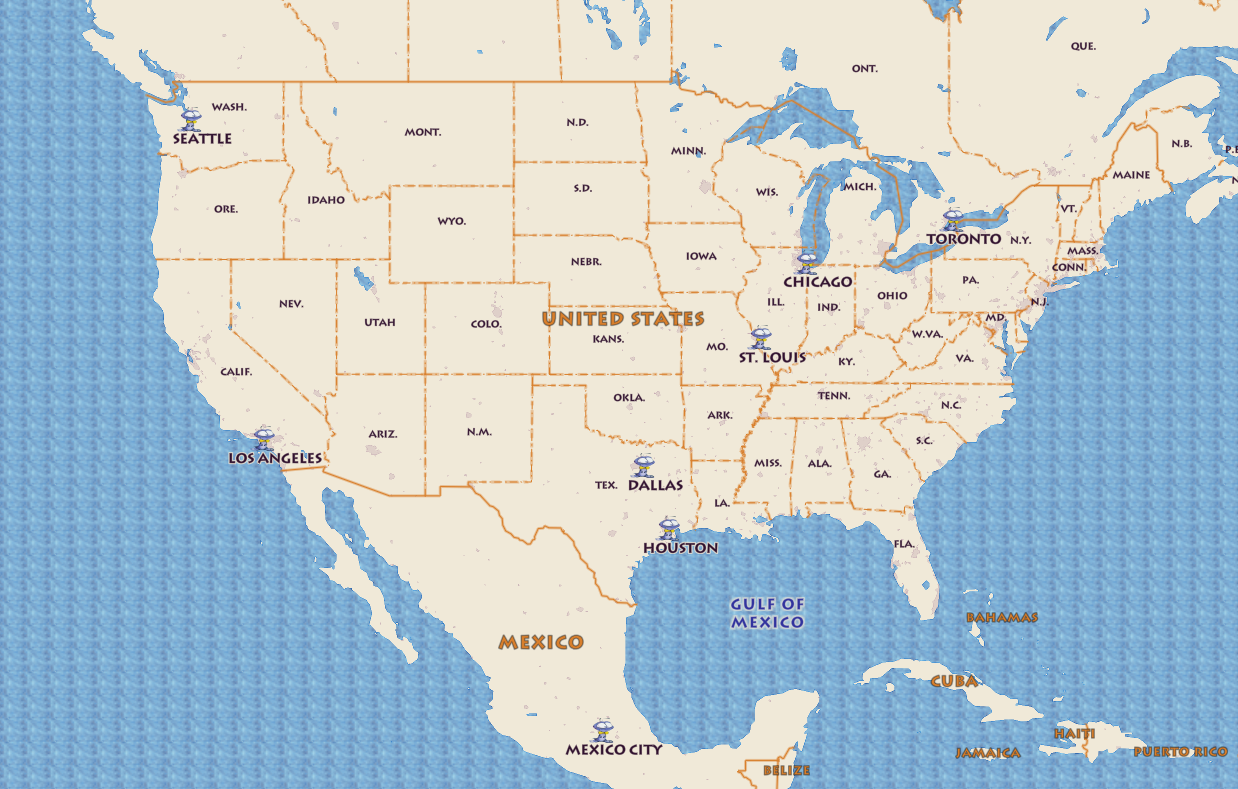 QUE.
ONT.
WASH.
MONT.
N.D.
SEATTLE
MINN.
N.B.
MAINE
S.D.
MICH.
WIS.
IDAHO
ORE.
VT.
WYO.
TORONTO
N.Y.
MASS.
IOWA
NEBR.
CONN.
CHICAGO
PA.
OHIO
NEV.
ILL.
N.J.
IND.
UNITED STATES
MD.
UTAH
COLO.
W.VA.
KANS.
MO.
ST. LOUIS
VA.
KY.
CALIF.
TENN.
OKLA.
N.C.
ARK.
ARIZ.
N.M.
S.C.
LOS ANGELES
MISS.
ALA.
GA.
TEX.
DALLAS
LA.
FLA.
HOUSTON
GULF OF
MEXICO
BAHAMAS
MEXICO
CUBA
HAITI
MEXICO CITY
JAMAICA
PUERTO RICO
BELIZE